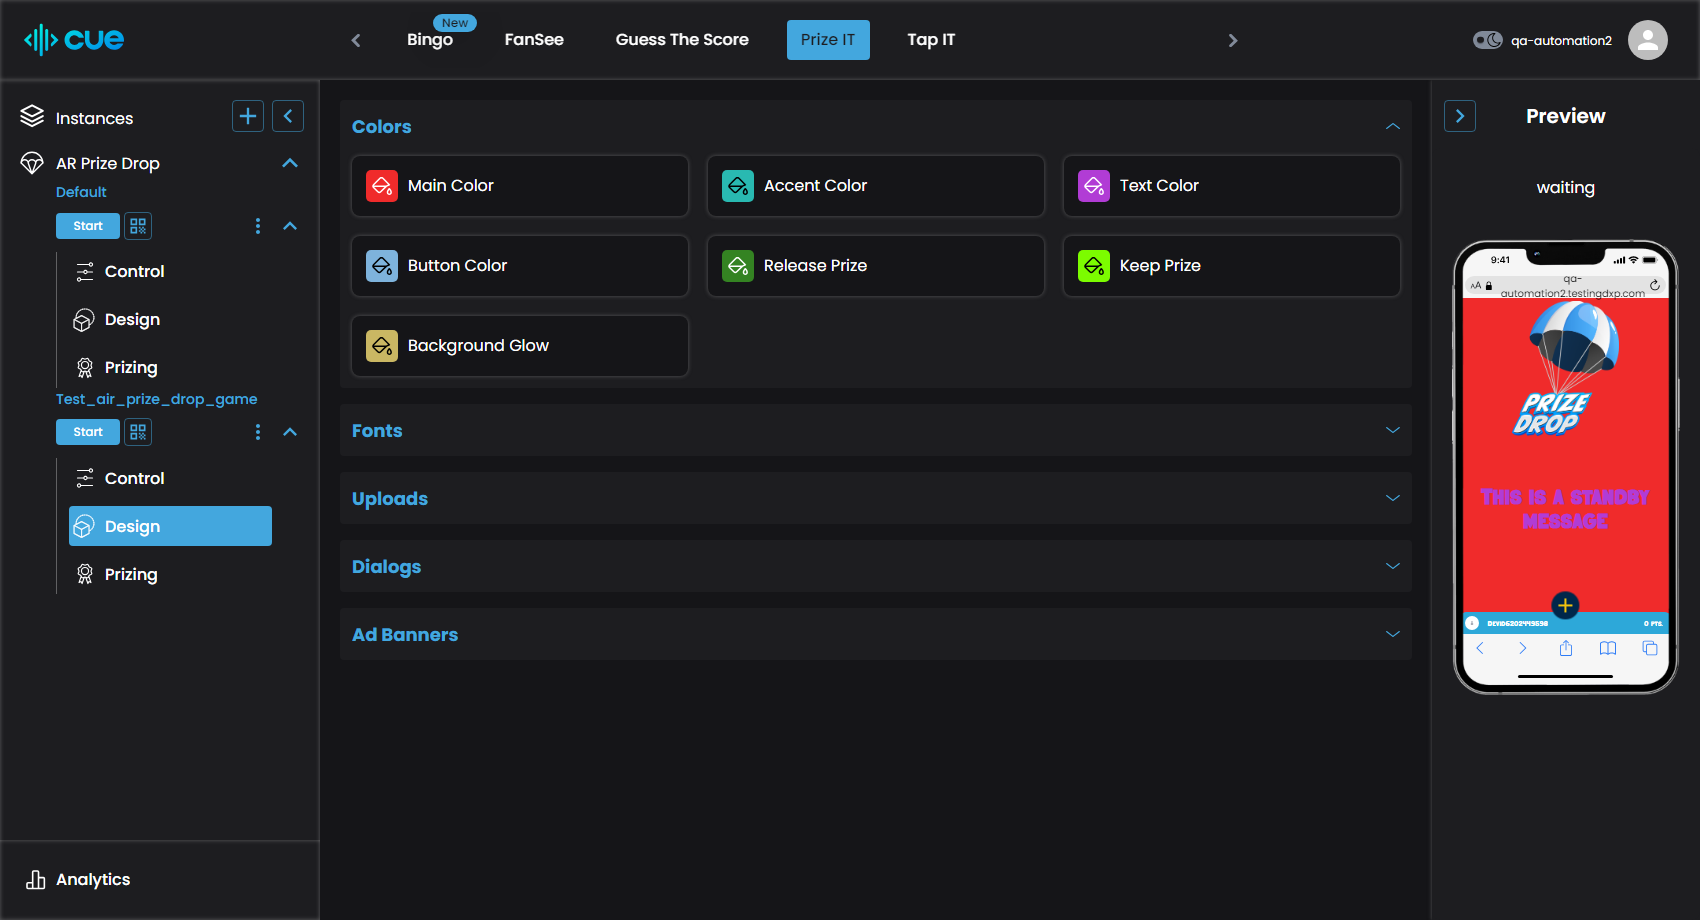 cue
New
Bingo
FanSee
Guess The Score
Prize IT
Tap IT
qa-automation2
Instances
AR Prize Drop
Default
Start
Control
Design
Prizing
Test_air_prize_drop_game
Start
Control
Design
Prizing
Analytics
Colors
Main Color
Accent Color
Text Color
Button Color
Release Prize
Keep Prize
Background Glow
Fonts
Uploads
Dialogs
Ad Banners
Preview
waiting
9:41
AA
qa-
automation2.testingdxp.com
PRIZE
DROP
This is a standby
message
0 PTS.